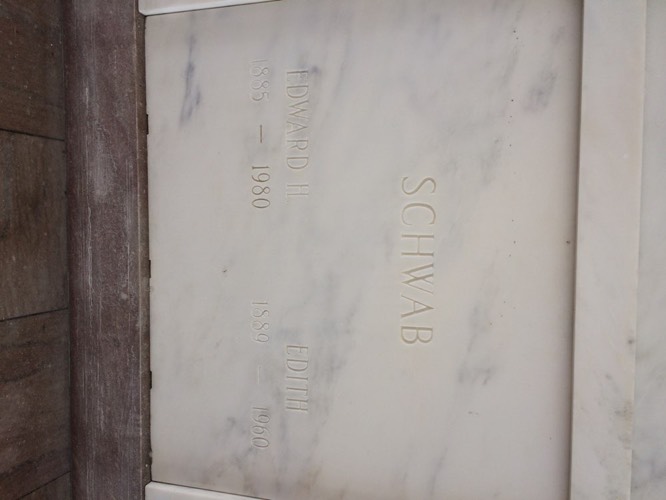 SCHWAB
EDWARD H
1885 — 1980
EDITH
1889 — 1960